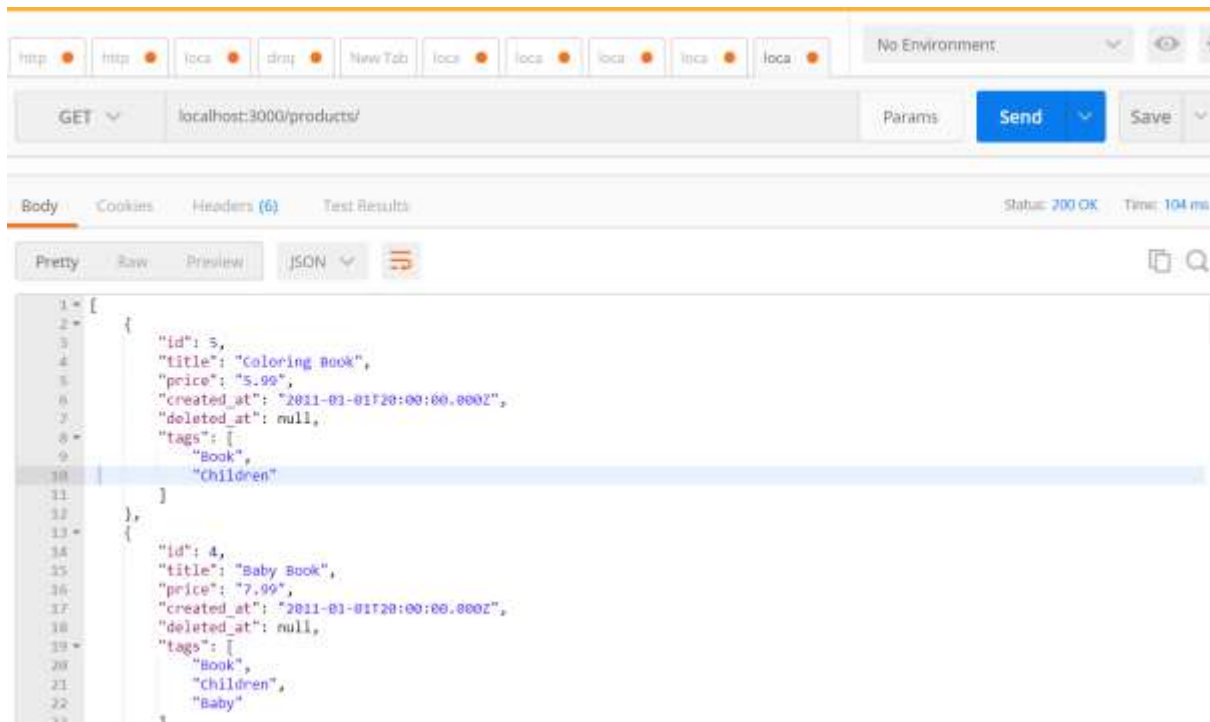 http http loca drop New Tab loca loca loca loca loca No Environment
GET localhost:3000/products/ Params Send Save
Body Cookies Headers (6) Test Results Status: 200 OK Time: 104 ms
Pretty Raw Preview JSON
1 [
2 {
3 "id": 5,
4 "title": "Coloring Book",
5 "price": "5.99",
6 "created_at": "2011-01-01T20:00:00.000Z",
7 "deleted_at": null,
8 "tags": [
9 "Book",
10 "Children"
11 ]
12 },
13 {
14 "id": 4,
15 "title": "Baby Book",
16 "price": "7.99",
17 "created_at": "2011-01-01T20:00:00.000Z",
18 "deleted_at": null,
19 "tags": [
20 "Book",
21 "Children",
22 "Baby"
23 ]